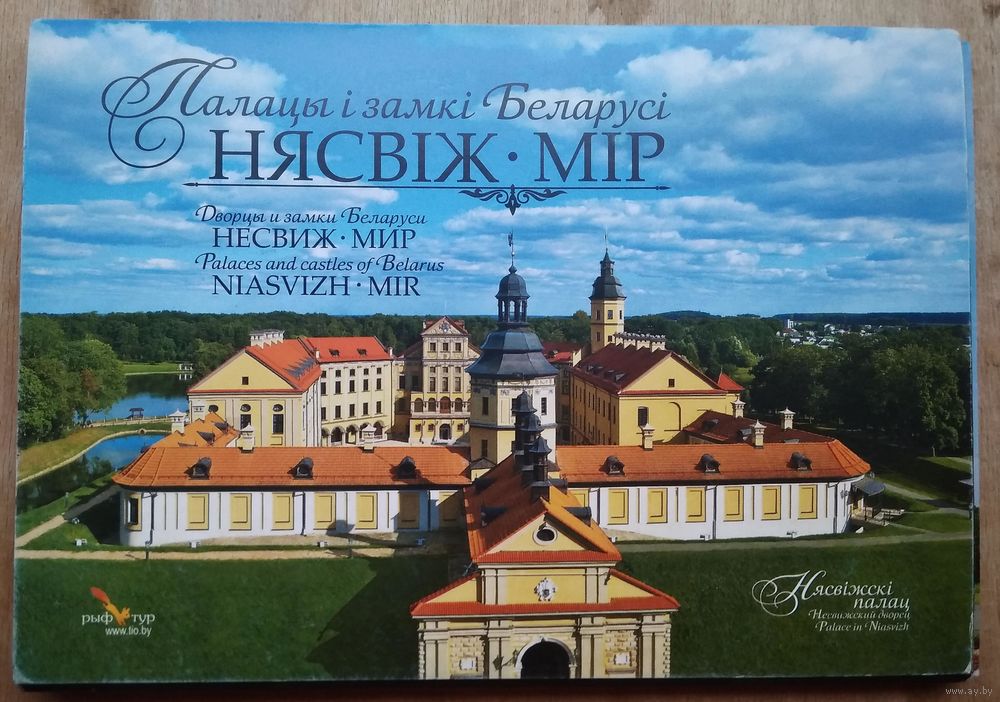 Палацы і замкі Беларусі
НЯСВІЖ · МІР
Дворцы и замки Беларуси
НЕСВИЖ · МИР
Palaces and castles of Belarus
NIASVIZH · MIR
рыф тур
www.tio.by
Нясвіжскі
палац
Несвижский дворец
Palace in Niasvizh
www.ay.by